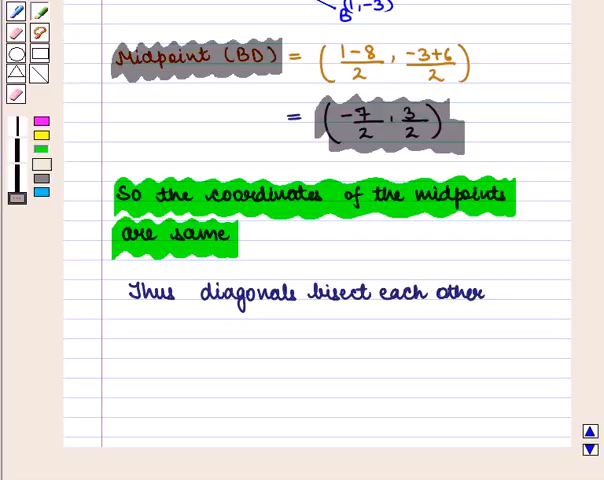 B(1,-3)
Midpoint (BD) = ( 1-8/2 , -3+6/2 )
= ( -7/2 , 3/2 )
So the coordinates of the midpoints
are same
Thus diagonals bisect each other